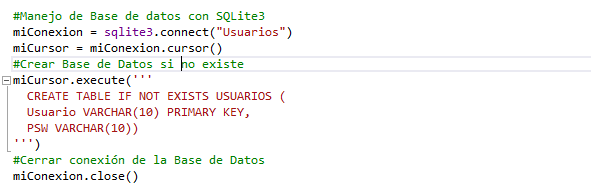 #Manejo de Base de datos con SQLite3
miConexion = sqlite3.connect("Usuarios")
miCursor = miConexion.cursor()
#Crear Base de Datos si no existe
miCursor.execute('''
  CREATE TABLE IF NOT EXISTS USUARIOS (
  Usuario VARCHAR(10) PRIMARY KEY,
  PSW VARCHAR(10))
''')
#Cerrar conexión de la Base de Datos
miConexion.close()